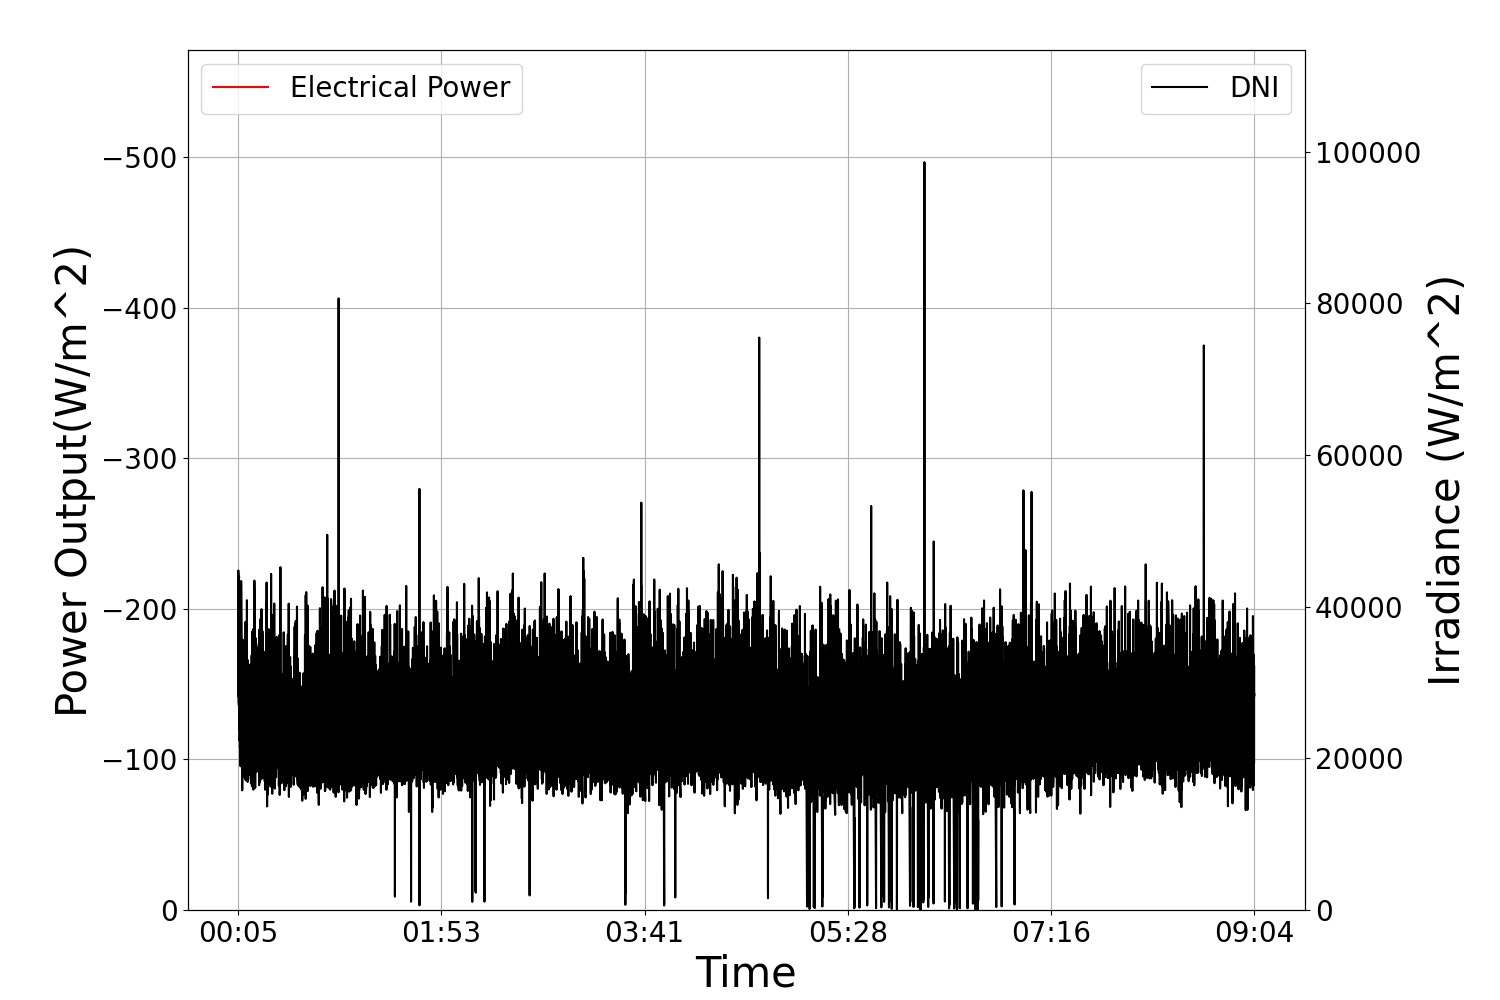 Electrical Power
DNI
−500
−400
−300
−200
−100
0
Power Output(W/m^2)
100000
80000
60000
40000
20000
0
Irradiance (W/m^2)
00:05 01:53 03:41 05:28 07:16 09:04
Time